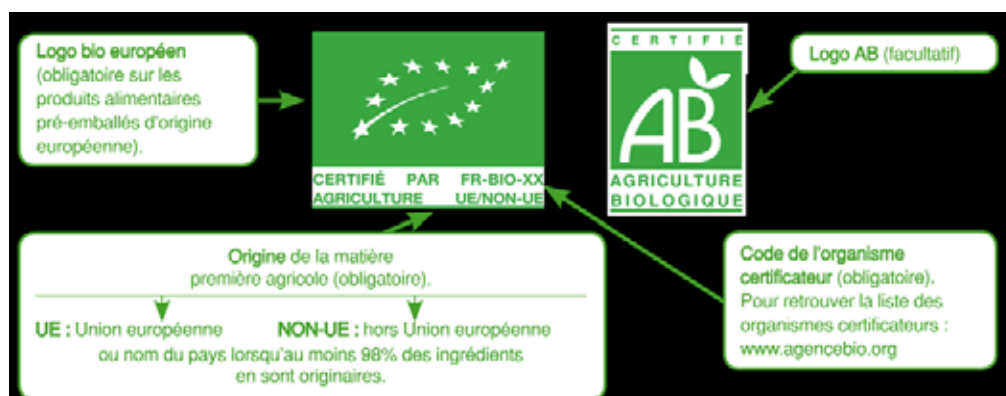 Logo bio européen
(obligatoire sur les
produits alimentaires
pré-emballés d'origine
européenne).
CERTIFIÉ PAR FR-BIO-XX
AGRICULTURE UE/NON-UE
CERTIFIÉ
AB
AGRICULTURE
BIOLOGIQUE
Logo AB (facultatif)
Origine de la matière
première agricole (obligatoire).
UE : Union européenne
NON-UE : hors Union européenne
ou nom du pays lorsqu'au moins 98% des ingrédients
en sont originaires.
Code de l'organisme
certificateur (obligatoire).
Pour retrouver la liste des
organismes certificateurs :
www.agencebio.org